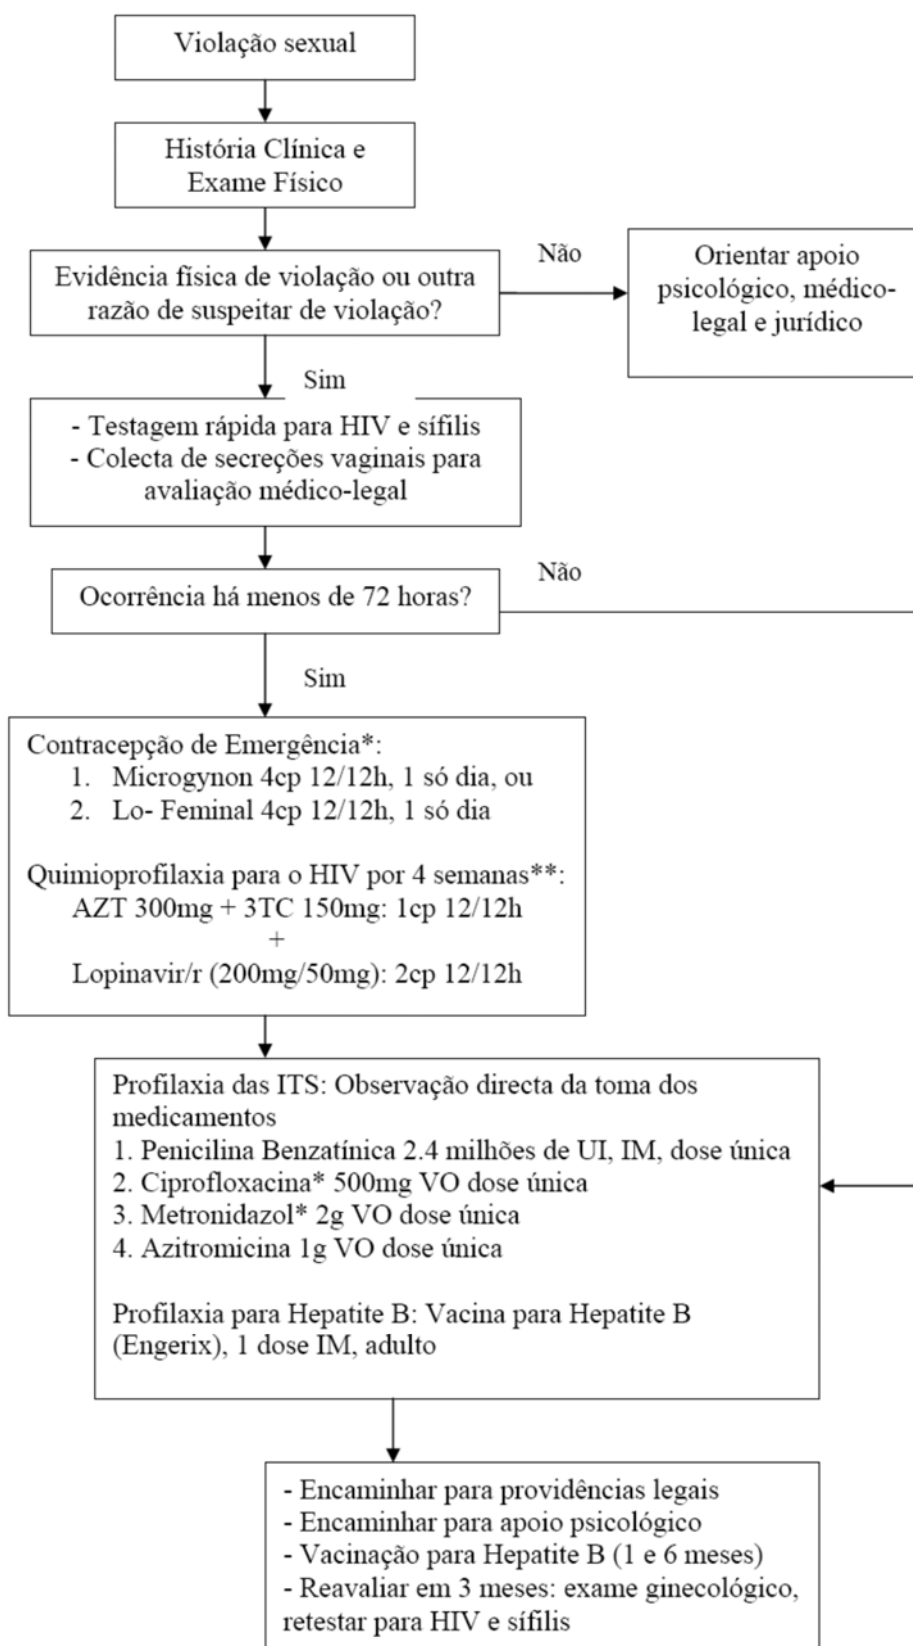 Violação sexual
História Clínica e
Exame Físico
Evidência física de violação ou outra
razão de suspeitar de violação?
Não
Orientar apoio
psicológico, médico-
legal e jurídico
Sim
- Testagem rápida para HIV e sífilis
- Colecta de secreções vaginais para
avaliação médico-legal
Ocorrência há menos de 72 horas?
Não
Sim
Contracepção de Emergência*:
1. Microgynon 4cp 12/12h, 1 só dia, ou
2. Lo- Feminal 4cp 12/12h, 1 só dia
Quimioprofilaxia para o HIV por 4 semanas**:
AZT 300mg + 3TC 150mg: 1cp 12/12h
+
Lopinavir/r (200mg/50mg): 2cp 12/12h
Profilaxia das ITS: Observação directa da toma dos
medicamentos
1. Penicilina Benzatínica 2.4 milhões de UI, IM, dose única
2. Ciprofloxacina* 500mg VO dose única
3. Metronidazol* 2g VO dose única
4. Azitromicina 1g VO dose única
Profilaxia para Hepatite B: Vacina para Hepatite B
(Engerix), 1 dose IM, adulto
- Encaminhar para providências legais
- Encaminhar para apoio psicológico
- Vacinação para Hepatite B (1 e 6 meses)
- Reavaliar em 3 meses: exame ginecológico,
retestar para HIV e sífilis